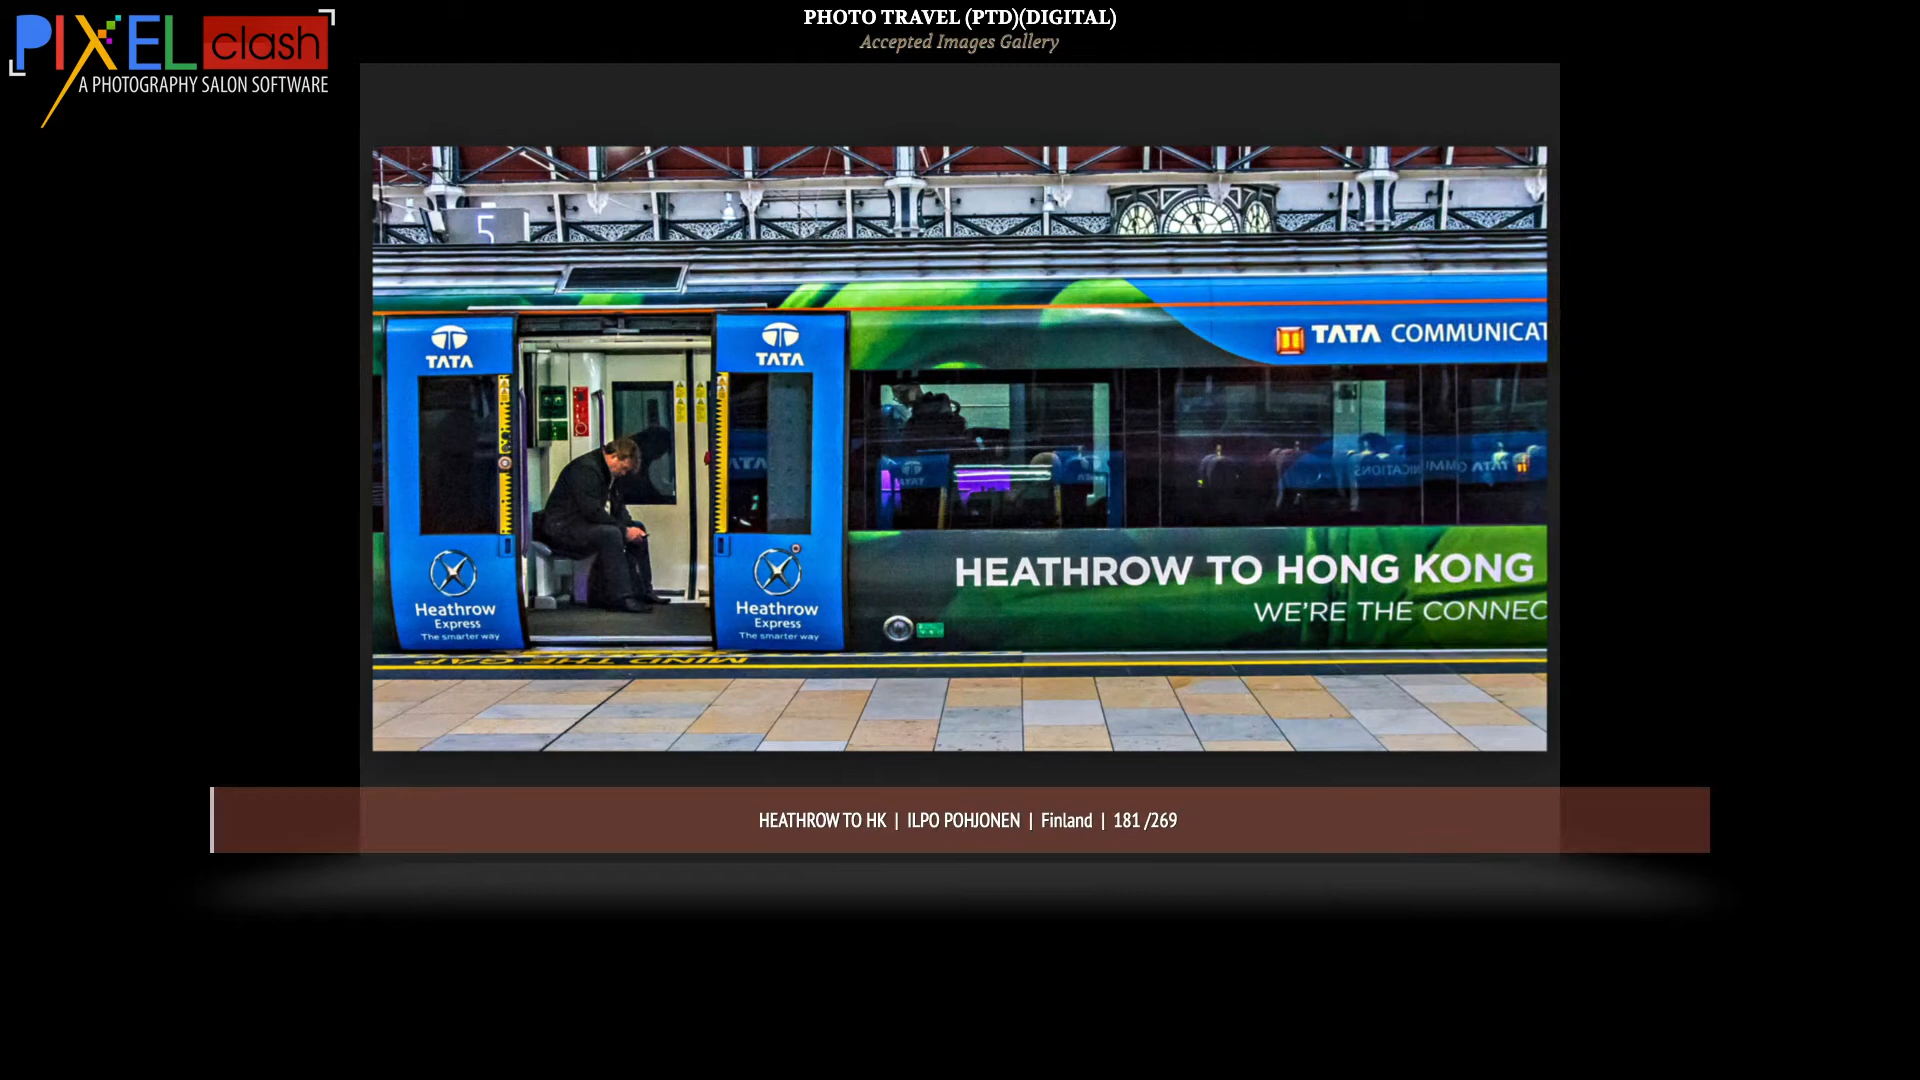 PIXEL clash
A PHOTOGRAPHY SALON SOFTWARE
PHOTO TRAVEL (PTD)(DIGITAL)
Accepted Images Gallery
5
TATA
TATA
TATA COMMUNICAT
HEATHROW TO HONG KONG
WE'RE THE CONNEC
Heathrow
Express
The smarter way
Heathrow
Express
The smarter way
MIND THE GAP
HEATHROW TO HK | ILPO POHJONEN | Finland | 181 /269